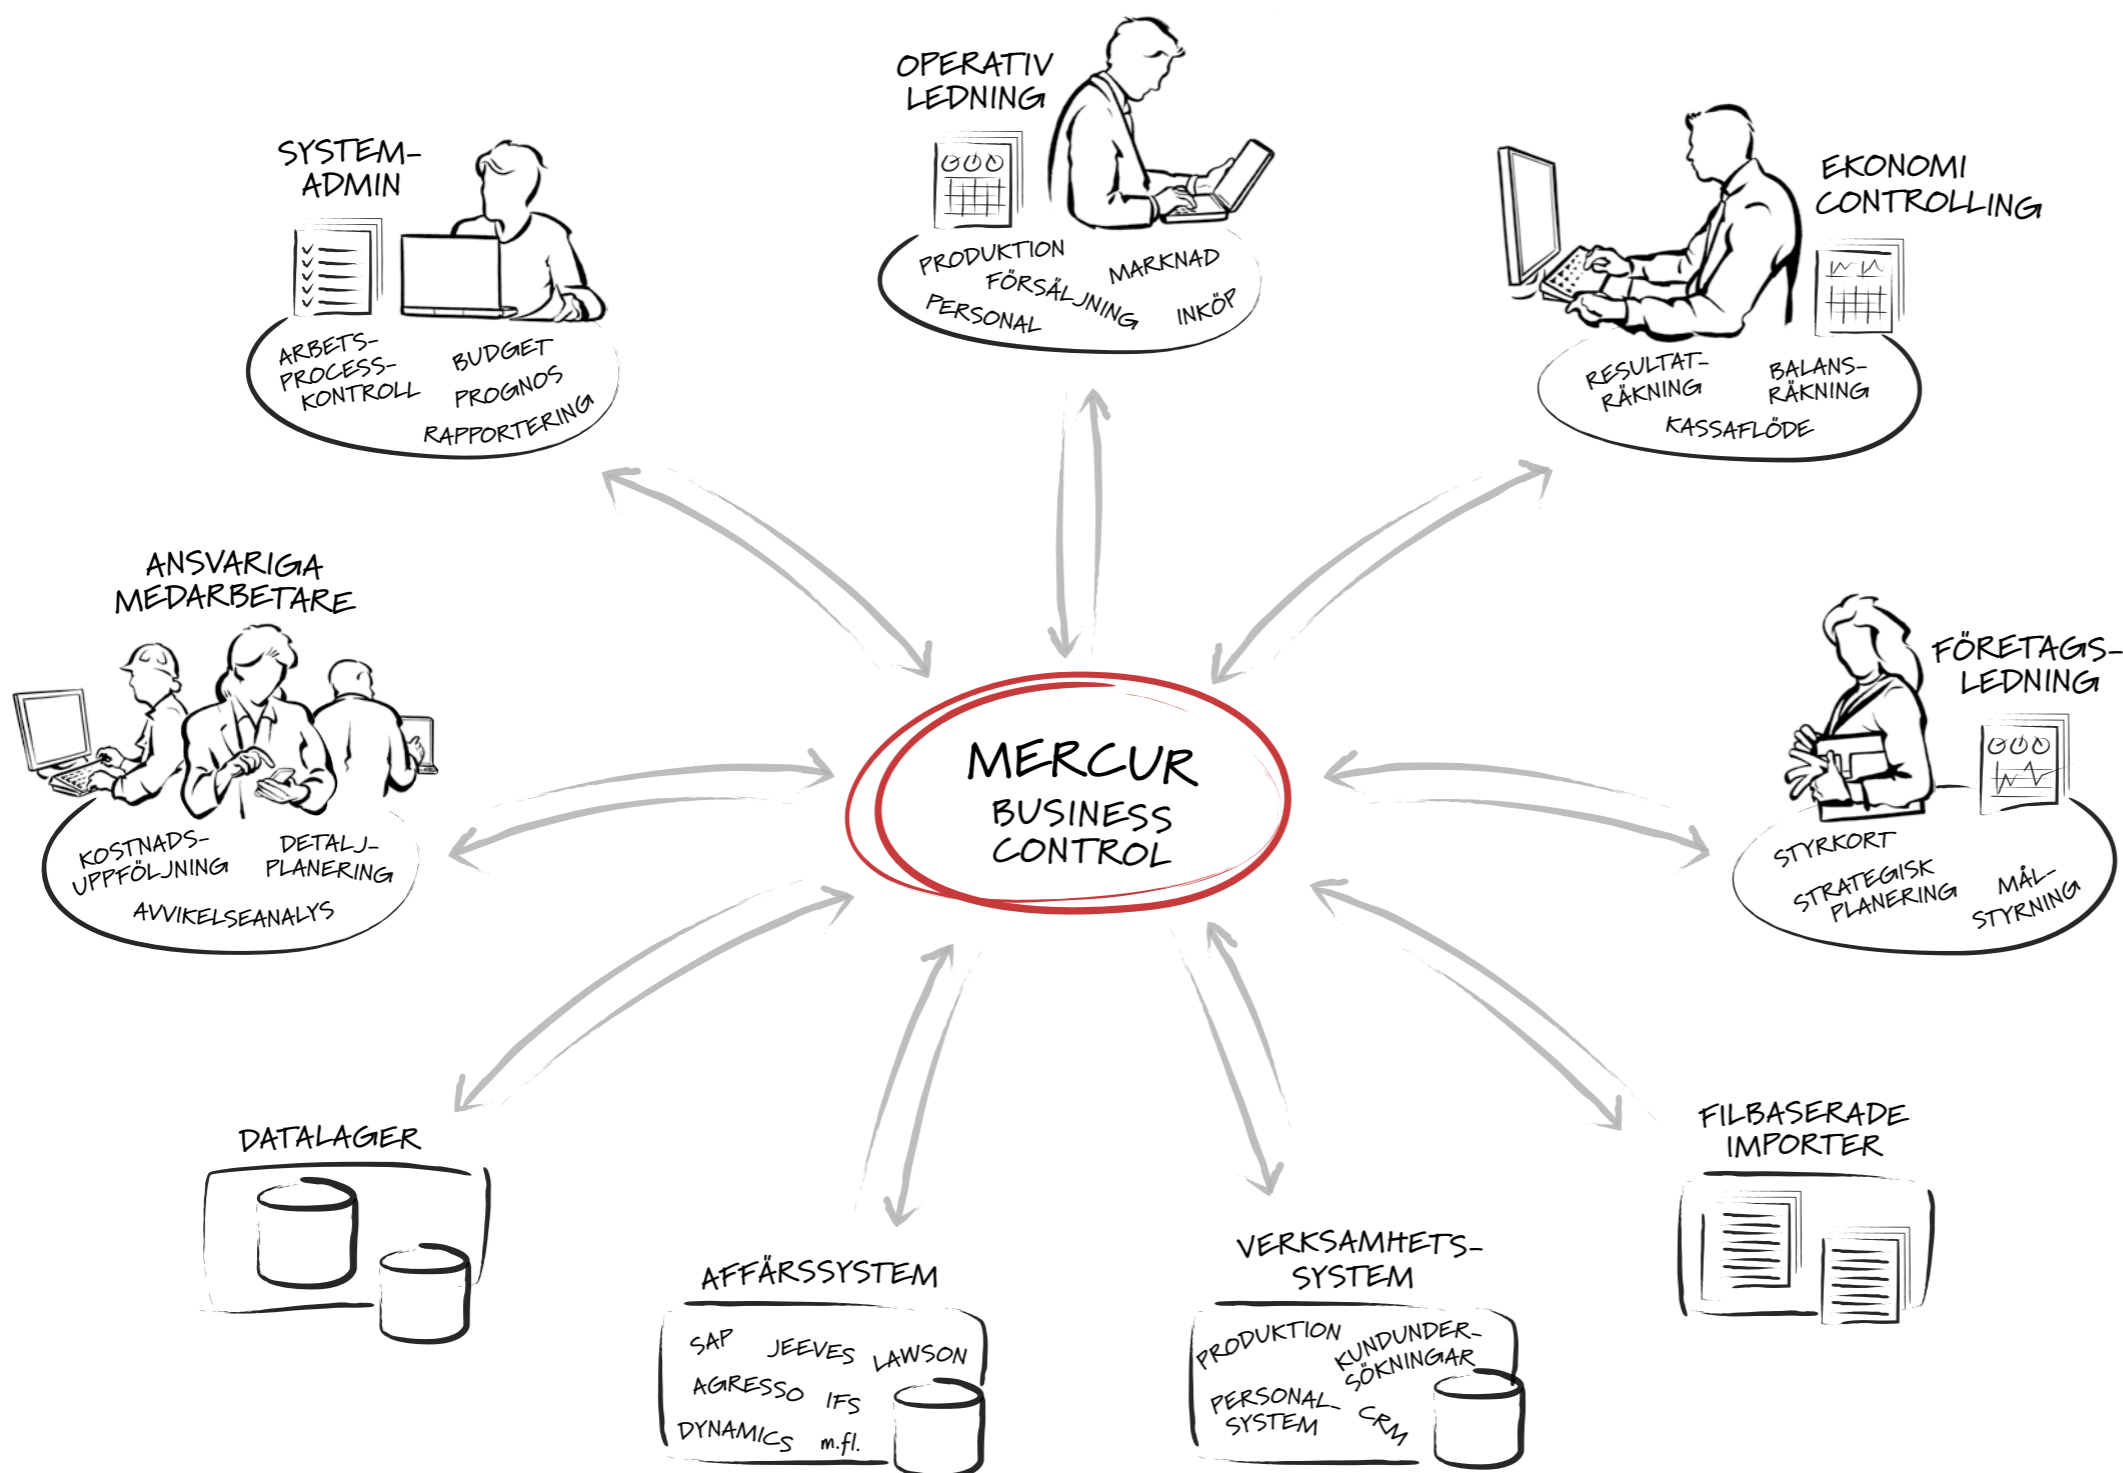 OPERATIV
LEDNING
PRODUKTION
MARKNAD
FÖRSÄLJNING
PERSONAL
INKÖP
SYSTEM-
ADMIN
ARBETS-
PROCESS-
KONTROLL
BUDGET
PROGNOS
RAPPORTERING
EKONOMI
CONTROLLING
RESULTAT-
RÄKNING
BALANS-
RÄKNING
KASSAFLÖDE
ANSVARIGA
MEDARBETARE
KOSTNADS-
UPPFÖLJNING
DETALJ-
PLANERING
AVVIKELSEANALYS
MERCUR
BUSINESS
CONTROL
FÖRETAGS-
LEDNING
STYRKORT
STRATEGISK
PLANERING
MÅL-
STYRNING
DATALAGER
AFFÄRSSYSTEM
SAP
JEEVES
LAWSON
AGRESSO
IFS
DYNAMICS
m.fl.
VERKSAMHETS-
SYSTEM
PRODUKTION
KUNDUNDER-
SÖKNINGAR
PERSONAL-
SYSTEM
CRM
FILBASERADE
IMPORTER